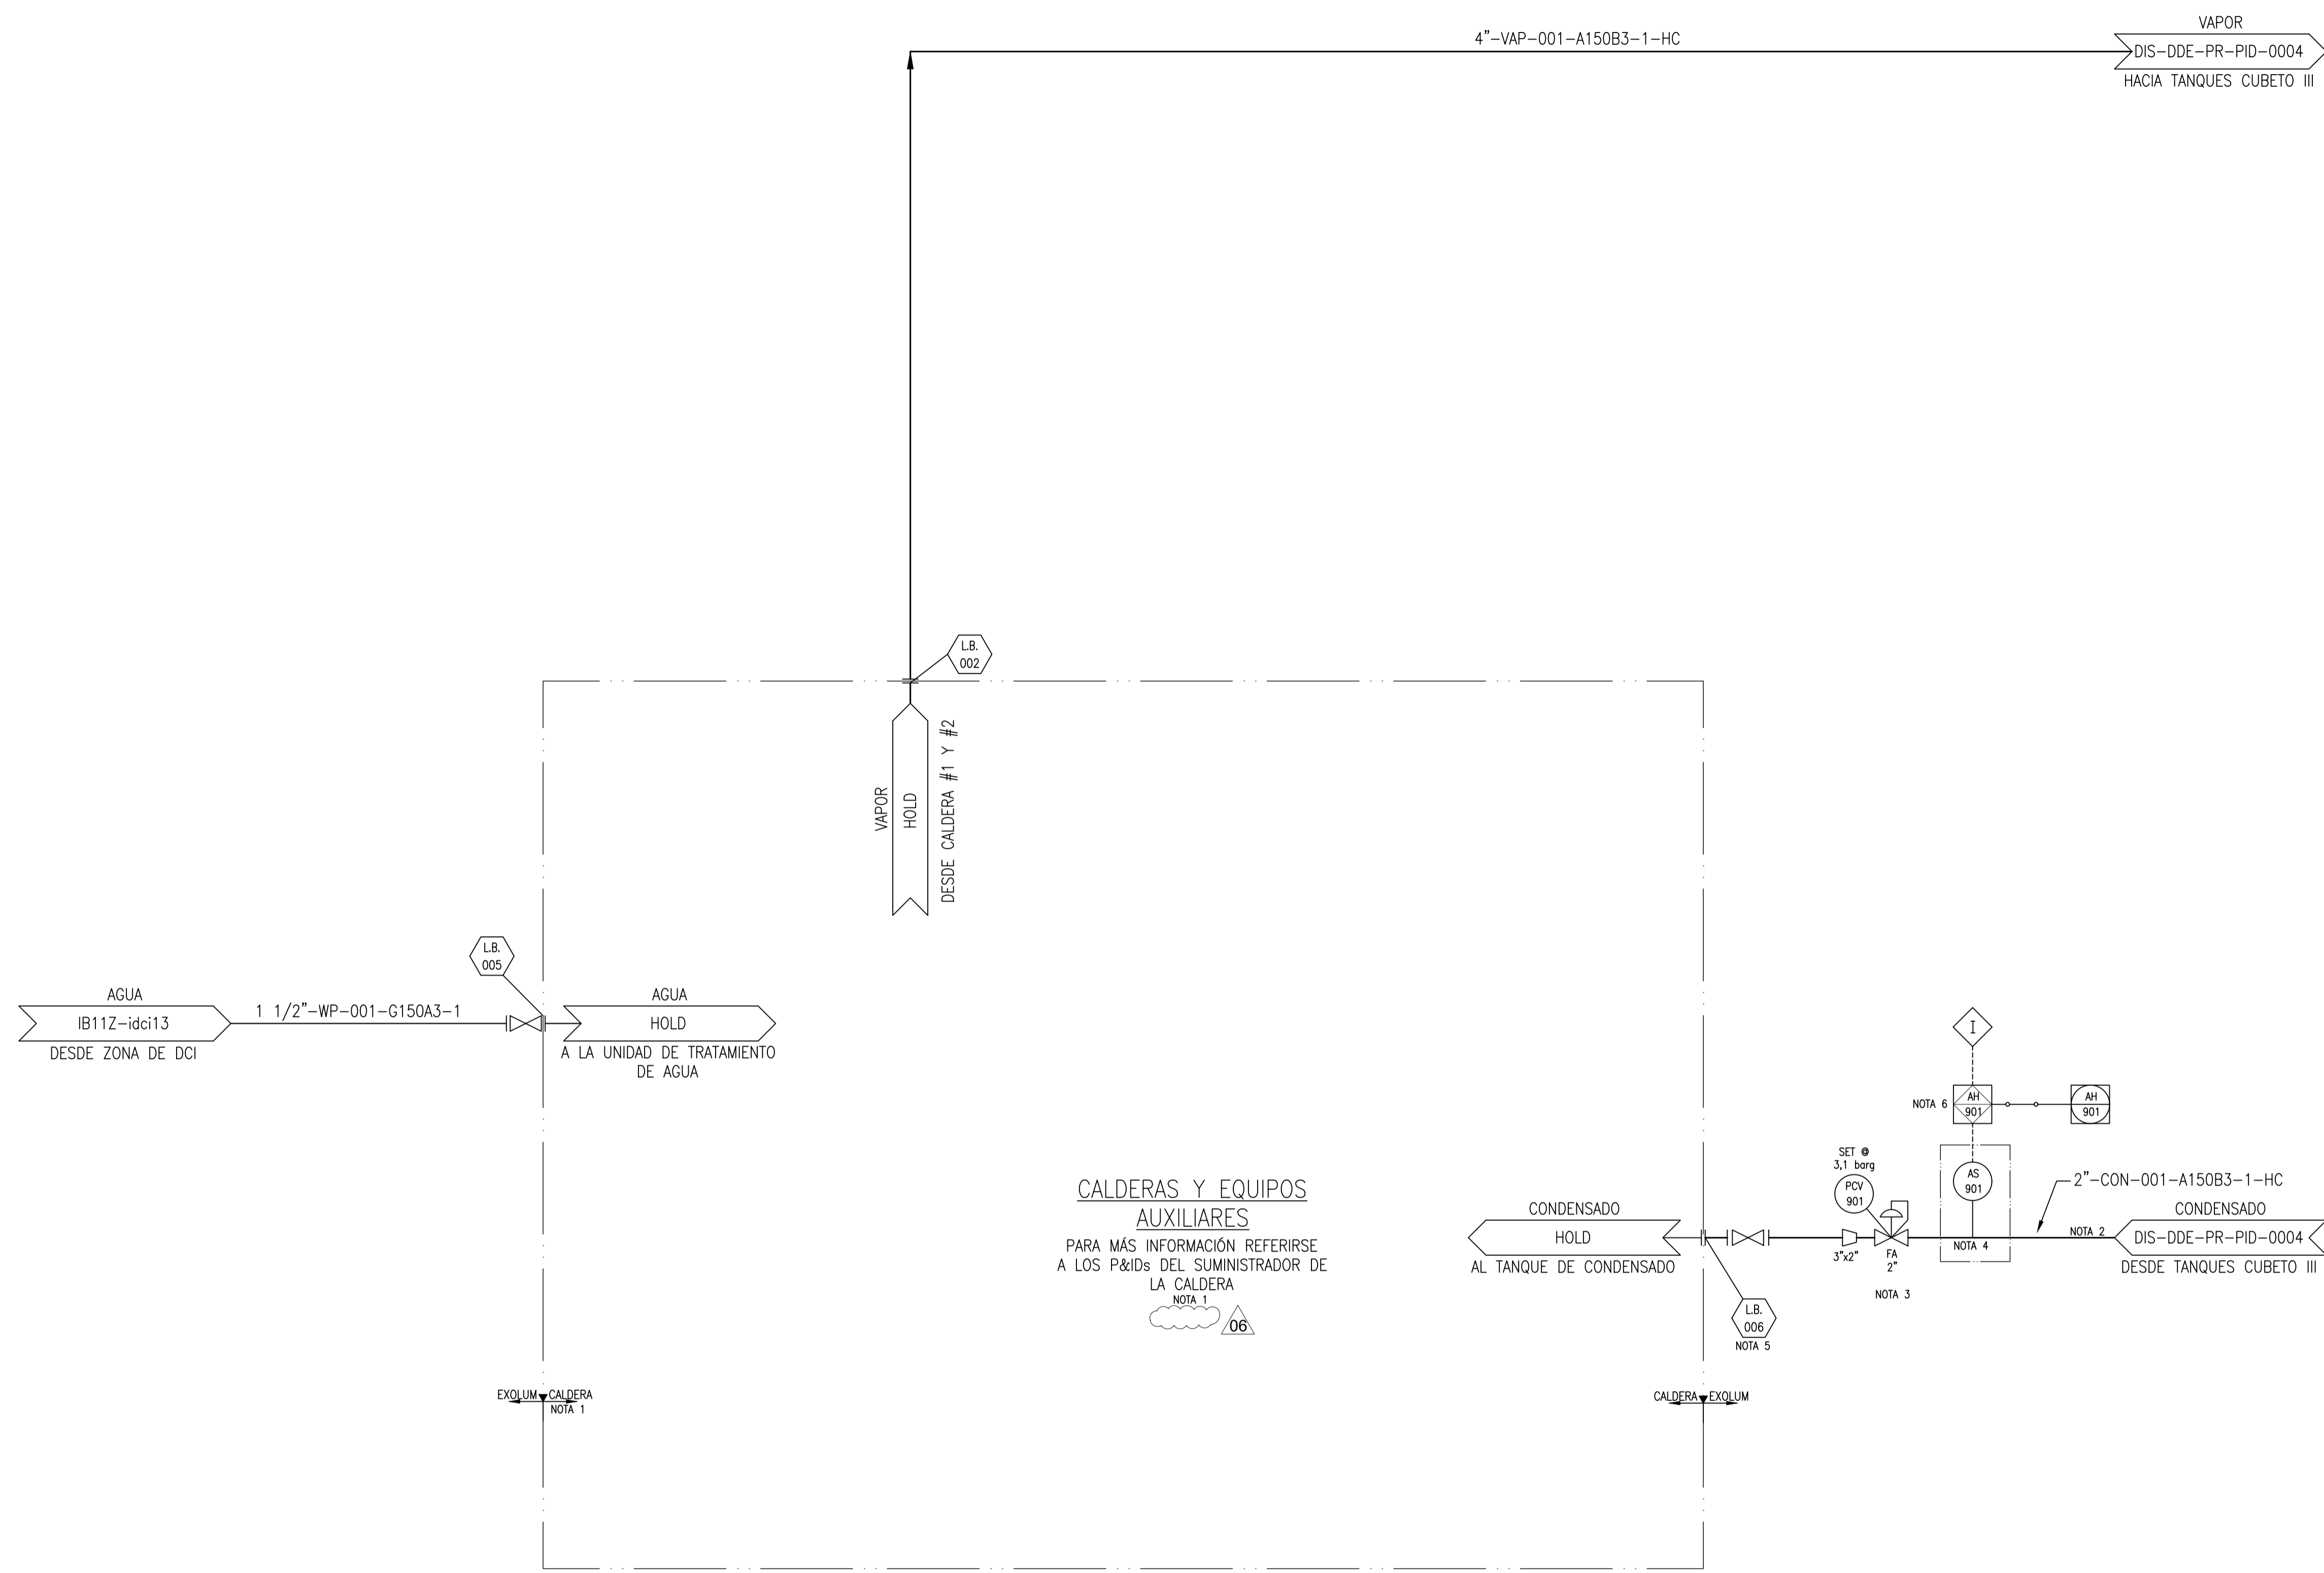 VAPOR
4"-VAP-001-A150B3-1-HC
DIS-DDE-PR-PID-0004
HACIA TANQUES CUBETO III
L.B.
002
VAPOR
HOLD
DESDE CALDERA #1 Y #2
L.B.
005
AGUA
IB11Z-idci13
DESDE ZONA DE DCI
1 1/2"-WP-001-G150A3-1
AGUA
HOLD
A LA UNIDAD DE TRATAMIENTO
DE AGUA
I
NOTA 6
AH
901
AH
901
SET @
3,1 barg
PCV
901
AS
901
2"-CON-001-A150B3-1-HC
CALDERAS Y EQUIPOS
AUXILIARES
PARA MÁS INFORMACIÓN REFERIRSE
A LOS P&IDs DEL SUMINISTRADOR DE
LA CALDERA
NOTA 1
06
CONDENSADO
HOLD
AL TANQUE DE CONDENSADO
3"x2"
FA
2"
NOTA 3
NOTA 4
NOTA 2
CONDENSADO
DIS-DDE-PR-PID-0004
DESDE TANQUES CUBETO III
L.B.
006
NOTA 5
EXOLUM CALDERA
NOTA 1
CALDERA EXOLUM